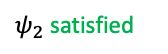 ψ₂ satisfied